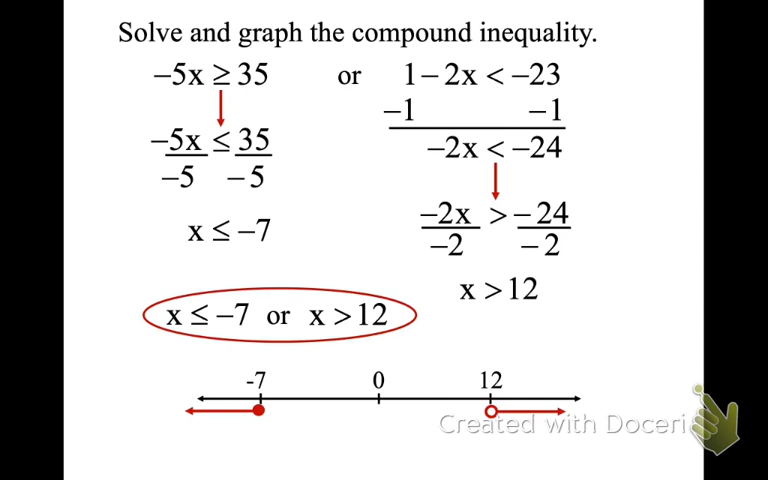 Solve and graph the compound inequality.
−5x ≥ 35 or 1 − 2x < −23
−1 −1
−5x ≤ 35
−5 −5
−2x < −24
x ≤ −7
−2x > −24
−2 −2
x > 12
x ≤ −7 or x > 12
-7 0 12
Created with Doceri